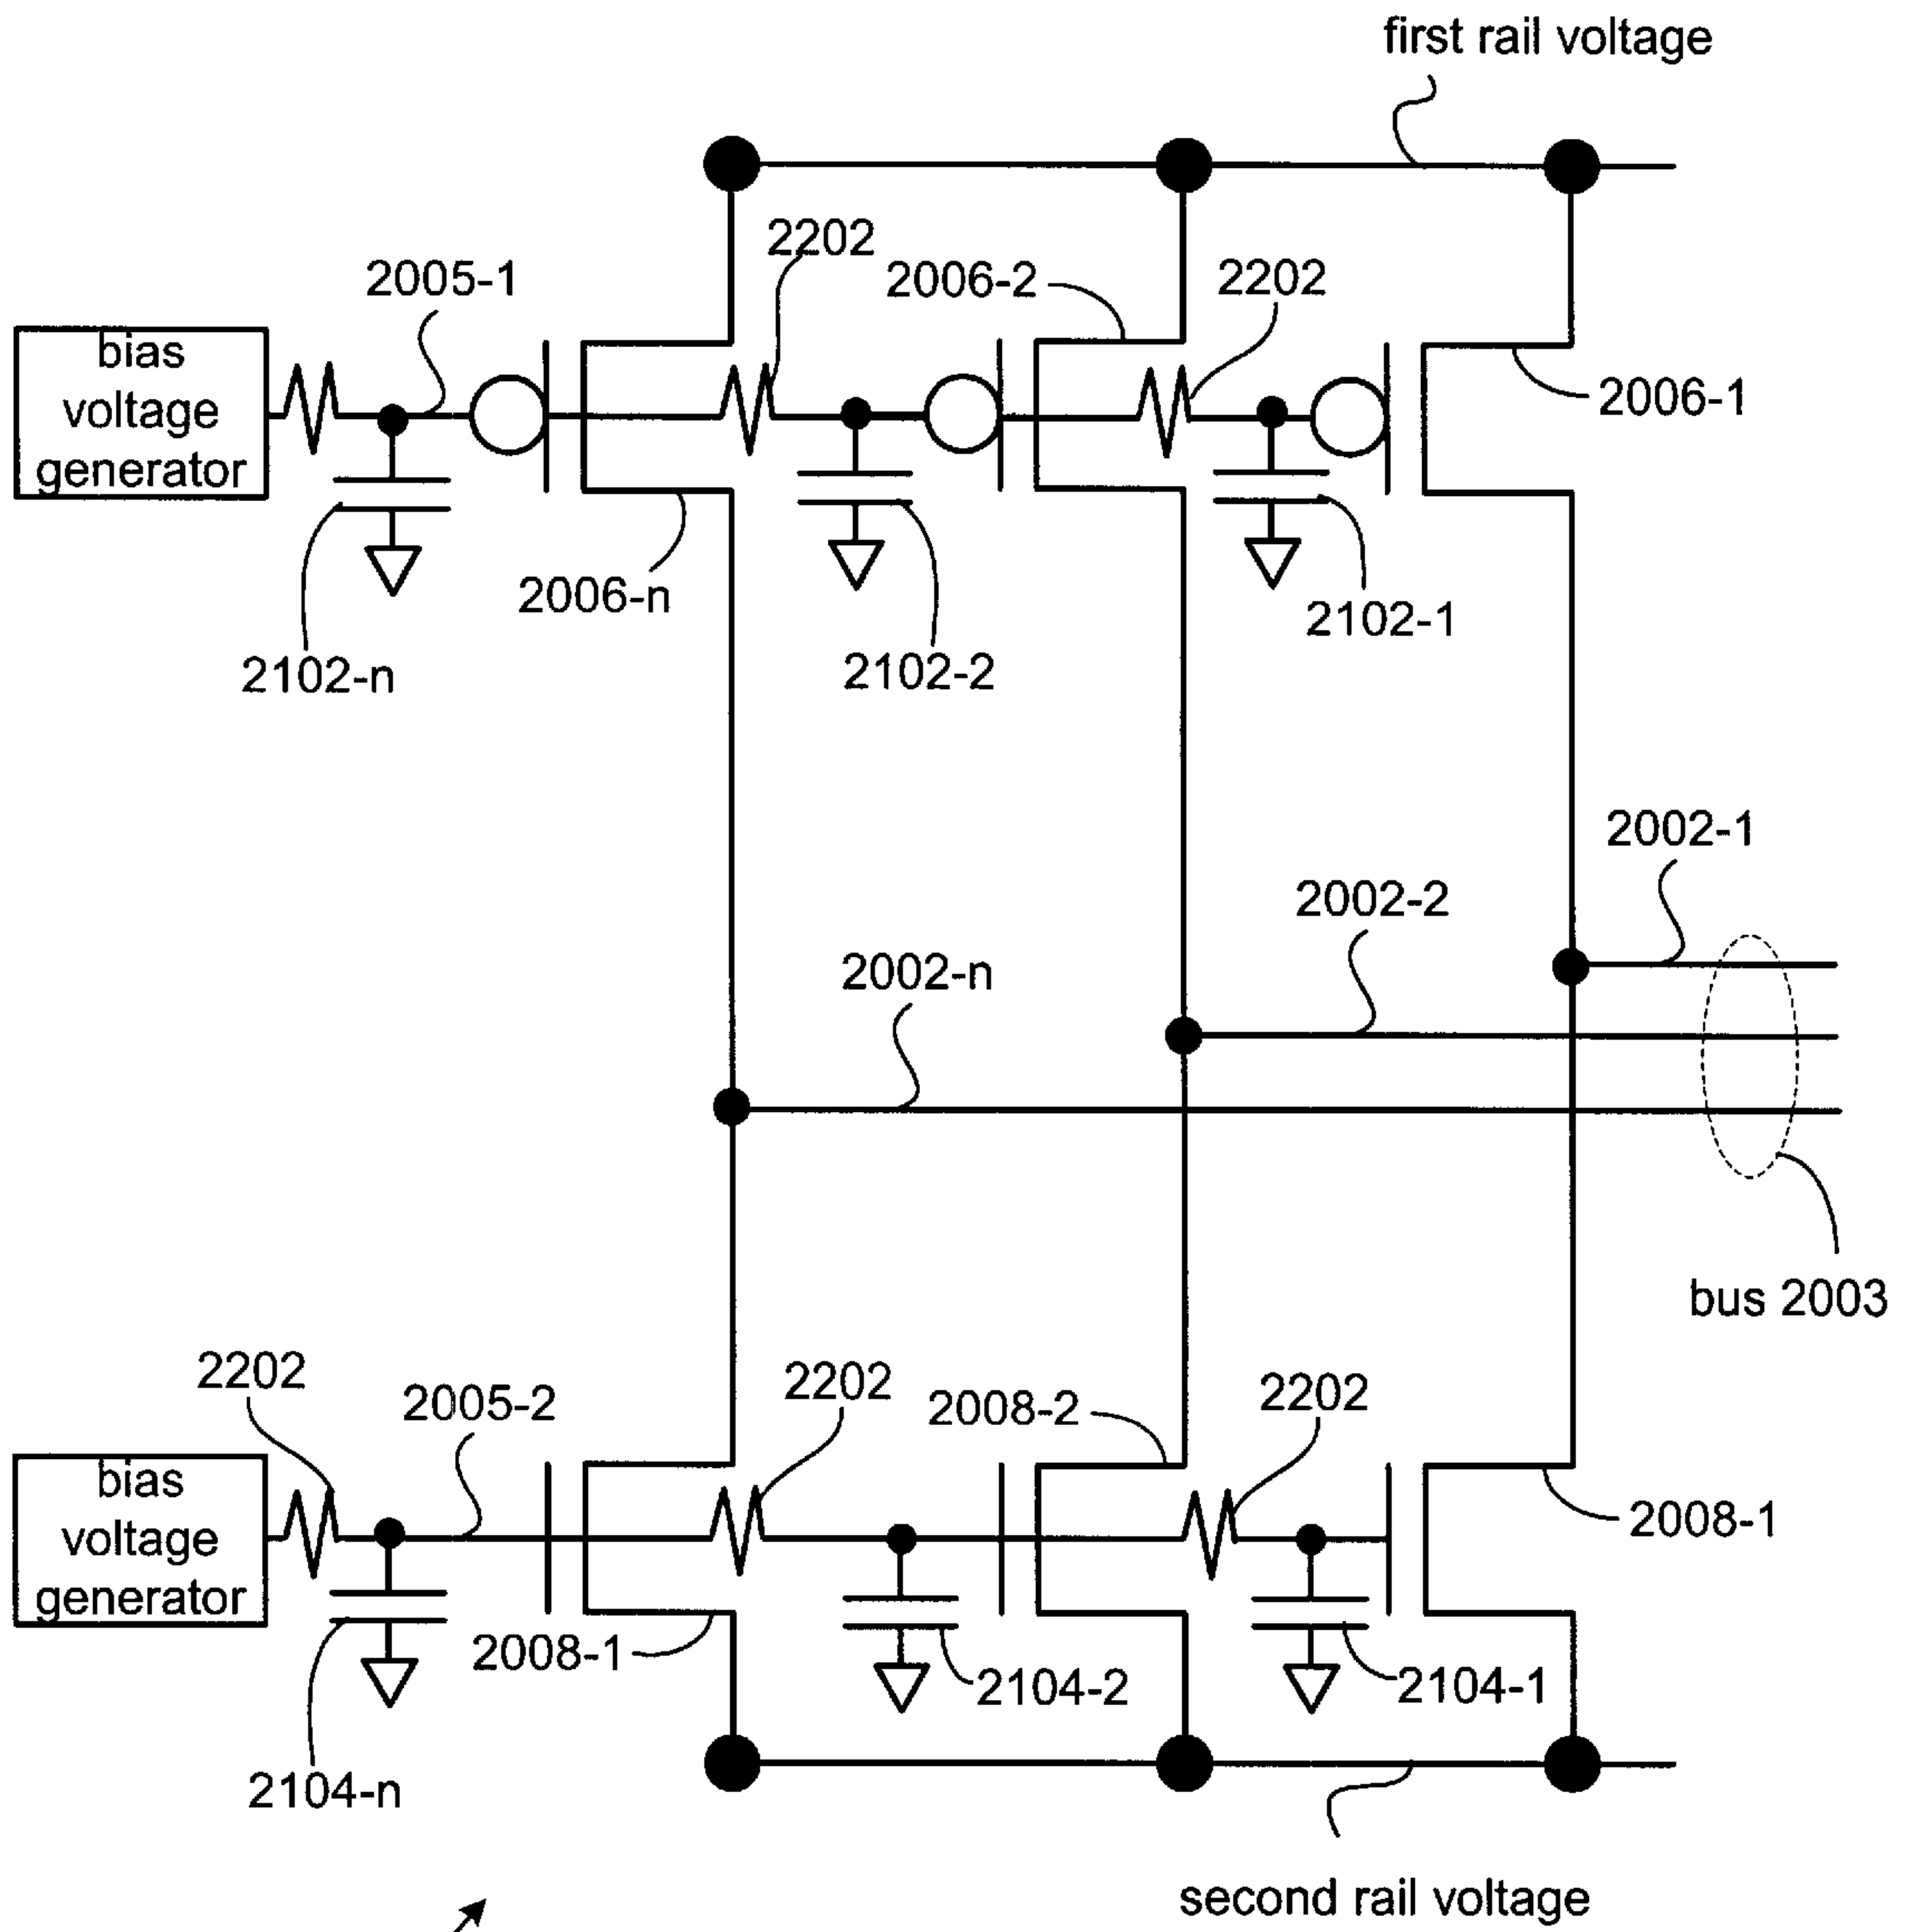 first rail voltage
2202
2005-1
2006-2
2202
bias
voltage
generator
2006-1
2006-n
2102-1
2102-n
2102-2
2002-1
2002-2
2002-n
bus 2003
2202
2005-2
2202
2008-2
2202
bias
voltage
generator
2008-1
2008-1
2104-2
2104-1
2104-n
second rail voltage